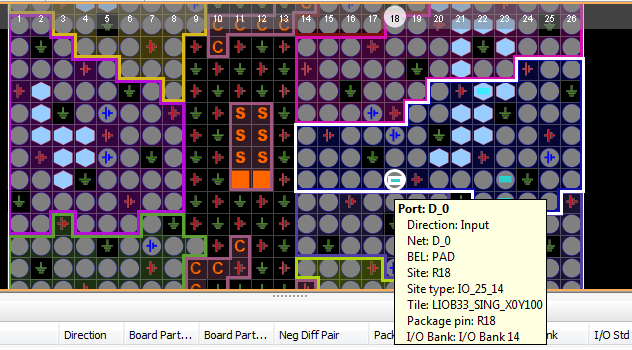 1 2 3 4 5 6 7 8 9 10 11 12 13 14 15 16 17 18 19 20 21 22 23 24 25 26
C
C
S S
S S
S S
C
C C
C
Port: D_0
Direction: Input
Net: D_0
BEL: PAD
Site: R18
Site type: IO_25_14
Tile: LIOB33_SING_X0Y100
Package pin: R18
I/O Bank: I/O Bank 14
Direction Board Part... Board Part... Neg Diff Pair Pack nk I/O Std